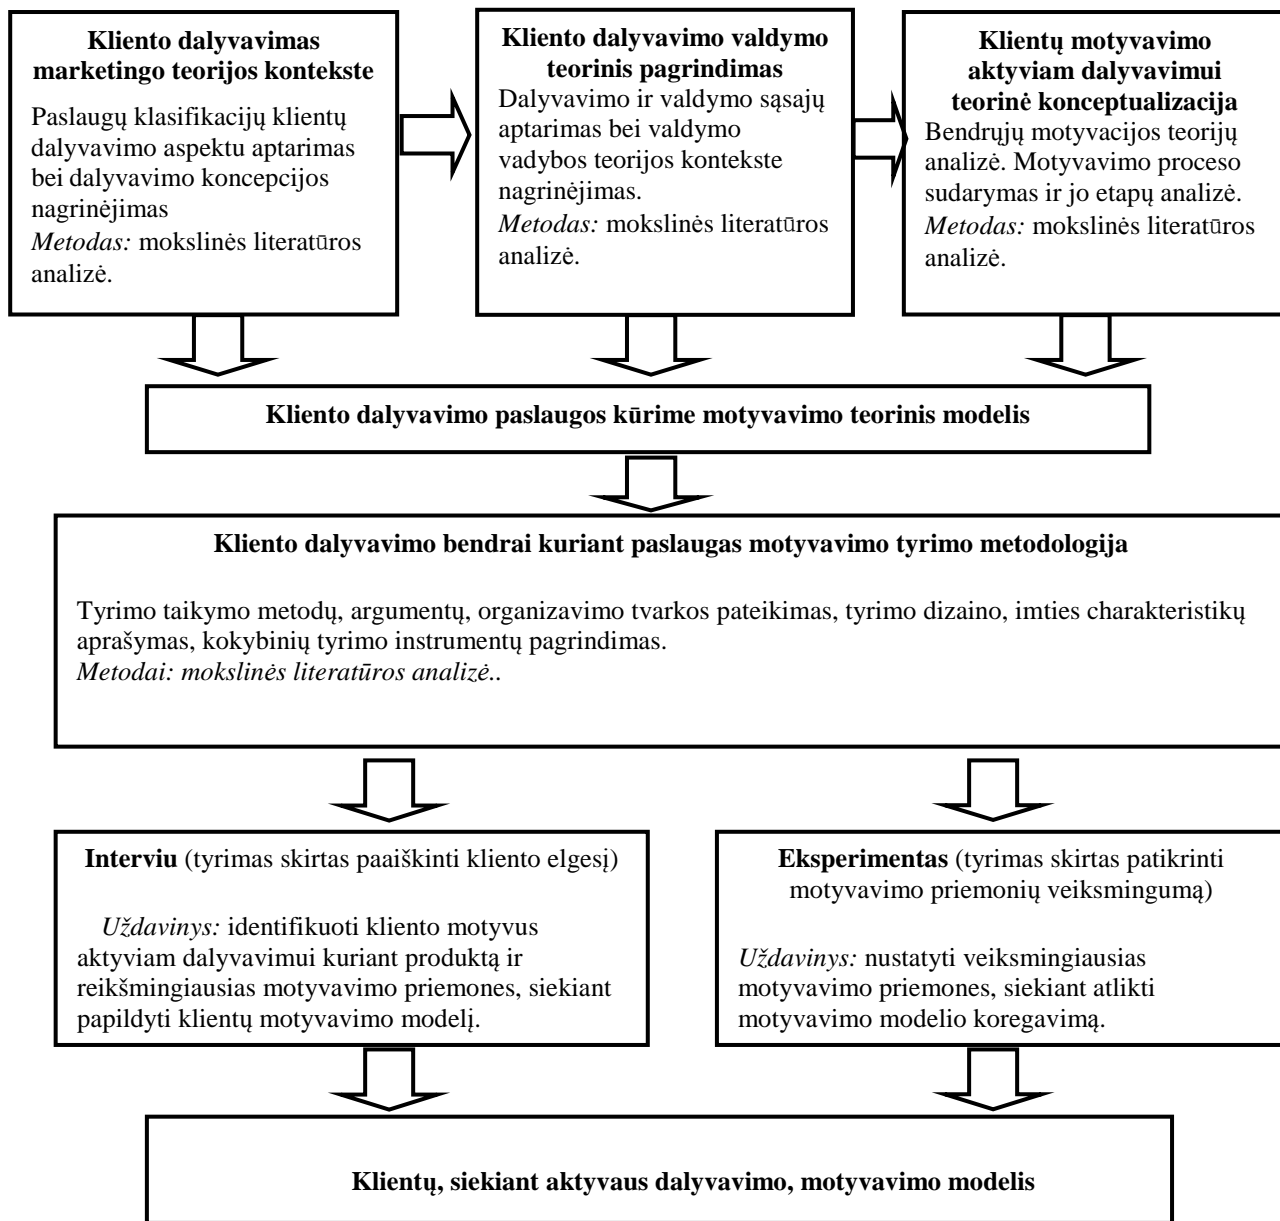 Kliento dalyvavimas
marketingo teorijos kontekste
Paslaugų klasifikacijų klientų
dalyvavimo aspektu aptarimas
bei dalyvavimo koncepcijos
nagrinėjimas
Metodas: mokslinės literatūros
analizė.
Kliento dalyvavimo valdymo
teorinis pagrindimas
Dalyvavimo ir valdymo sąsajų
aptarimas bei valdymo
vadybos teorijos kontekste
nagrinėjimas.
Metodas: mokslinės literatūros
analizė.
Klientų motyvavimo
aktyviam dalyvavimui
teorinė konceptualizacija
Bendrųjų motyvacijos teorijų
analizė. Motyvavimo proceso
sudarymas ir jo etapų analizė.
Metodas: mokslinės literatūros
analizė.
Kliento dalyvavimo paslaugos kūrime motyvavimo teorinis modelis
Kliento dalyvavimo bendrai kuriant paslaugas motyvavimo tyrimo metodologija
Tyrimo taikymo metodų, argumentų, organizavimo tvarkos pateikimas, tyrimo dizaino, imties charakteristikų
aprašymas, kokybinių tyrimo instrumentų pagrindimas.
Metodai: mokslinės literatūros analizė..
Interviu (tyrimas skirtas paaiškinti kliento elgesį)
Uždavinys: identifikuoti kliento motyvus
aktyviam dalyvavimui kuriant produktą ir
reikšmingiausias motyvavimo priemones, siekiant
papildyti klientų motyvavimo modelį.
Eksperimentas (tyrimas skirtas patikrinti
motyvavimo priemonių veiksmingumą)
Uždavinys: nustatyti veiksmingiausias
motyvavimo priemones, siekiant atlikti
motyvavimo modelio koregavimą.
Klientų, siekiant aktyvaus dalyvavimo, motyvavimo modelis